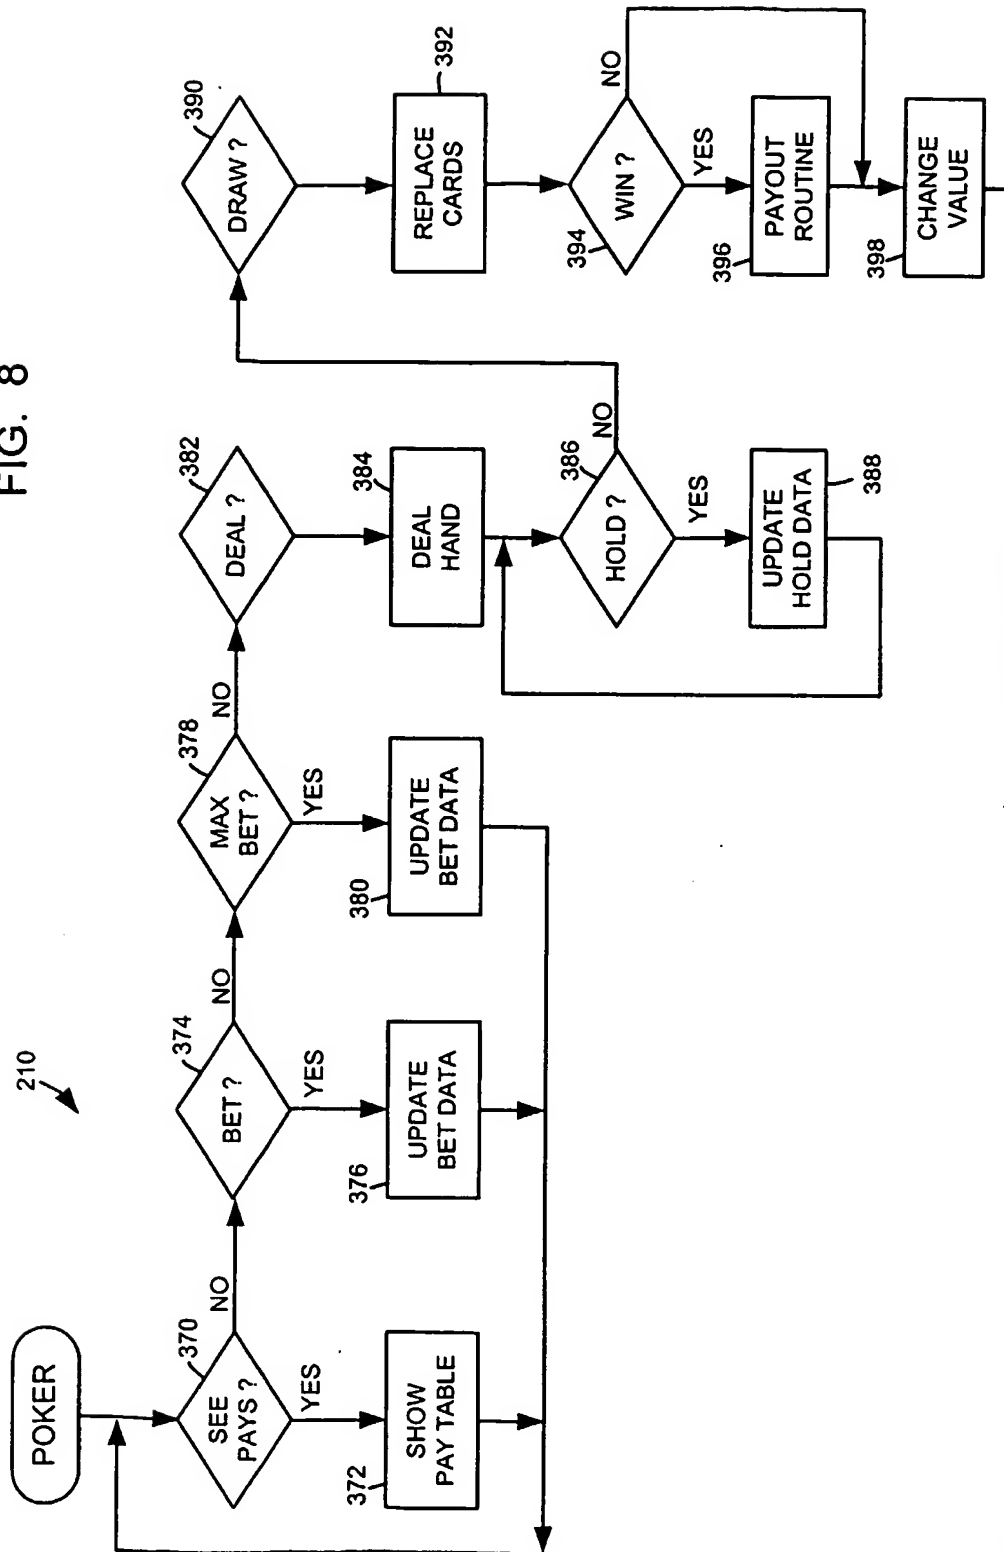 FIG. 8
210
POKER
370
SEE
PAYS ?
NO
YES
372
SHOW
PAY TABLE
374
BET ?
NO
YES
376
UPDATE
BET DATA
378
MAX
BET ?
NO
YES
380
UPDATE
BET DATA
382
DEAL ?
384
DEAL
HAND
386
HOLD ?
NO
YES
388
UPDATE
HOLD DATA
390
DRAW ?
392
REPLACE
CARDS
394
WIN ?
NO
YES
396
PAYOUT
ROUTINE
398
CHANGE
VALUE